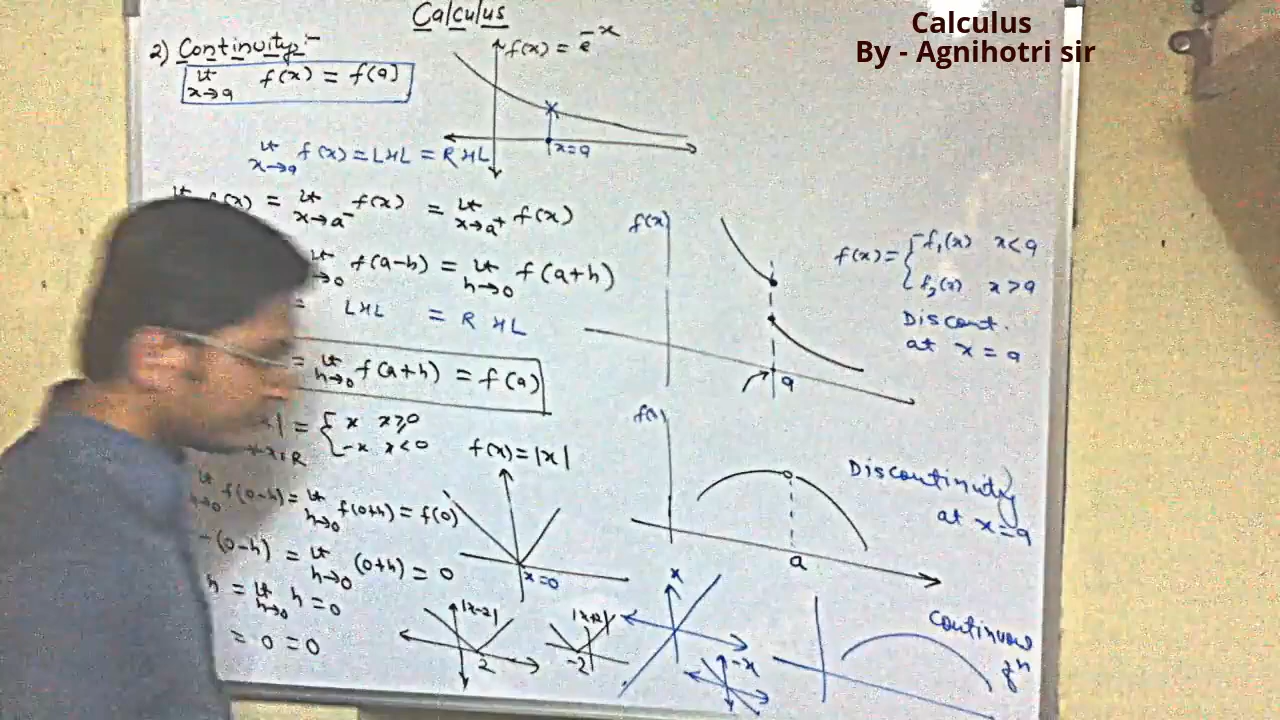 Calculus
By - Agnihotri sir
Calculus
2) Continuity :-
lt x→a f(x) = f(a)
f(x) = e^-x
x=a
lt x→a f(x) = LHL = RHL
lt f(x) = lt x→a⁻ f(x) = lt x→a⁺ f(x)
lt h→0 f(a-h) = lt h→0 f(a+h)
= LHL = RHL
= lt h→0 f(a+h) = f(a)
|x| = { x x≥0
-x x<0
x∈R
f(x)=|x|
lt h→0 f(0-h) = lt h→0 f(0+h) = f(0)
-(0-h) = lt h→0 (0+h) = 0
h = lt h→0 h = 0
= 0 = 0
x=0
|x-2|
2
|x+2|
-2
x
-x
f(x)
a
f(x) = { f₁(x) x<a
f₂(x) x>a
Discont.
at x = a
f(x)
a
Discontinuity
at x=a
Continuous
fⁿ